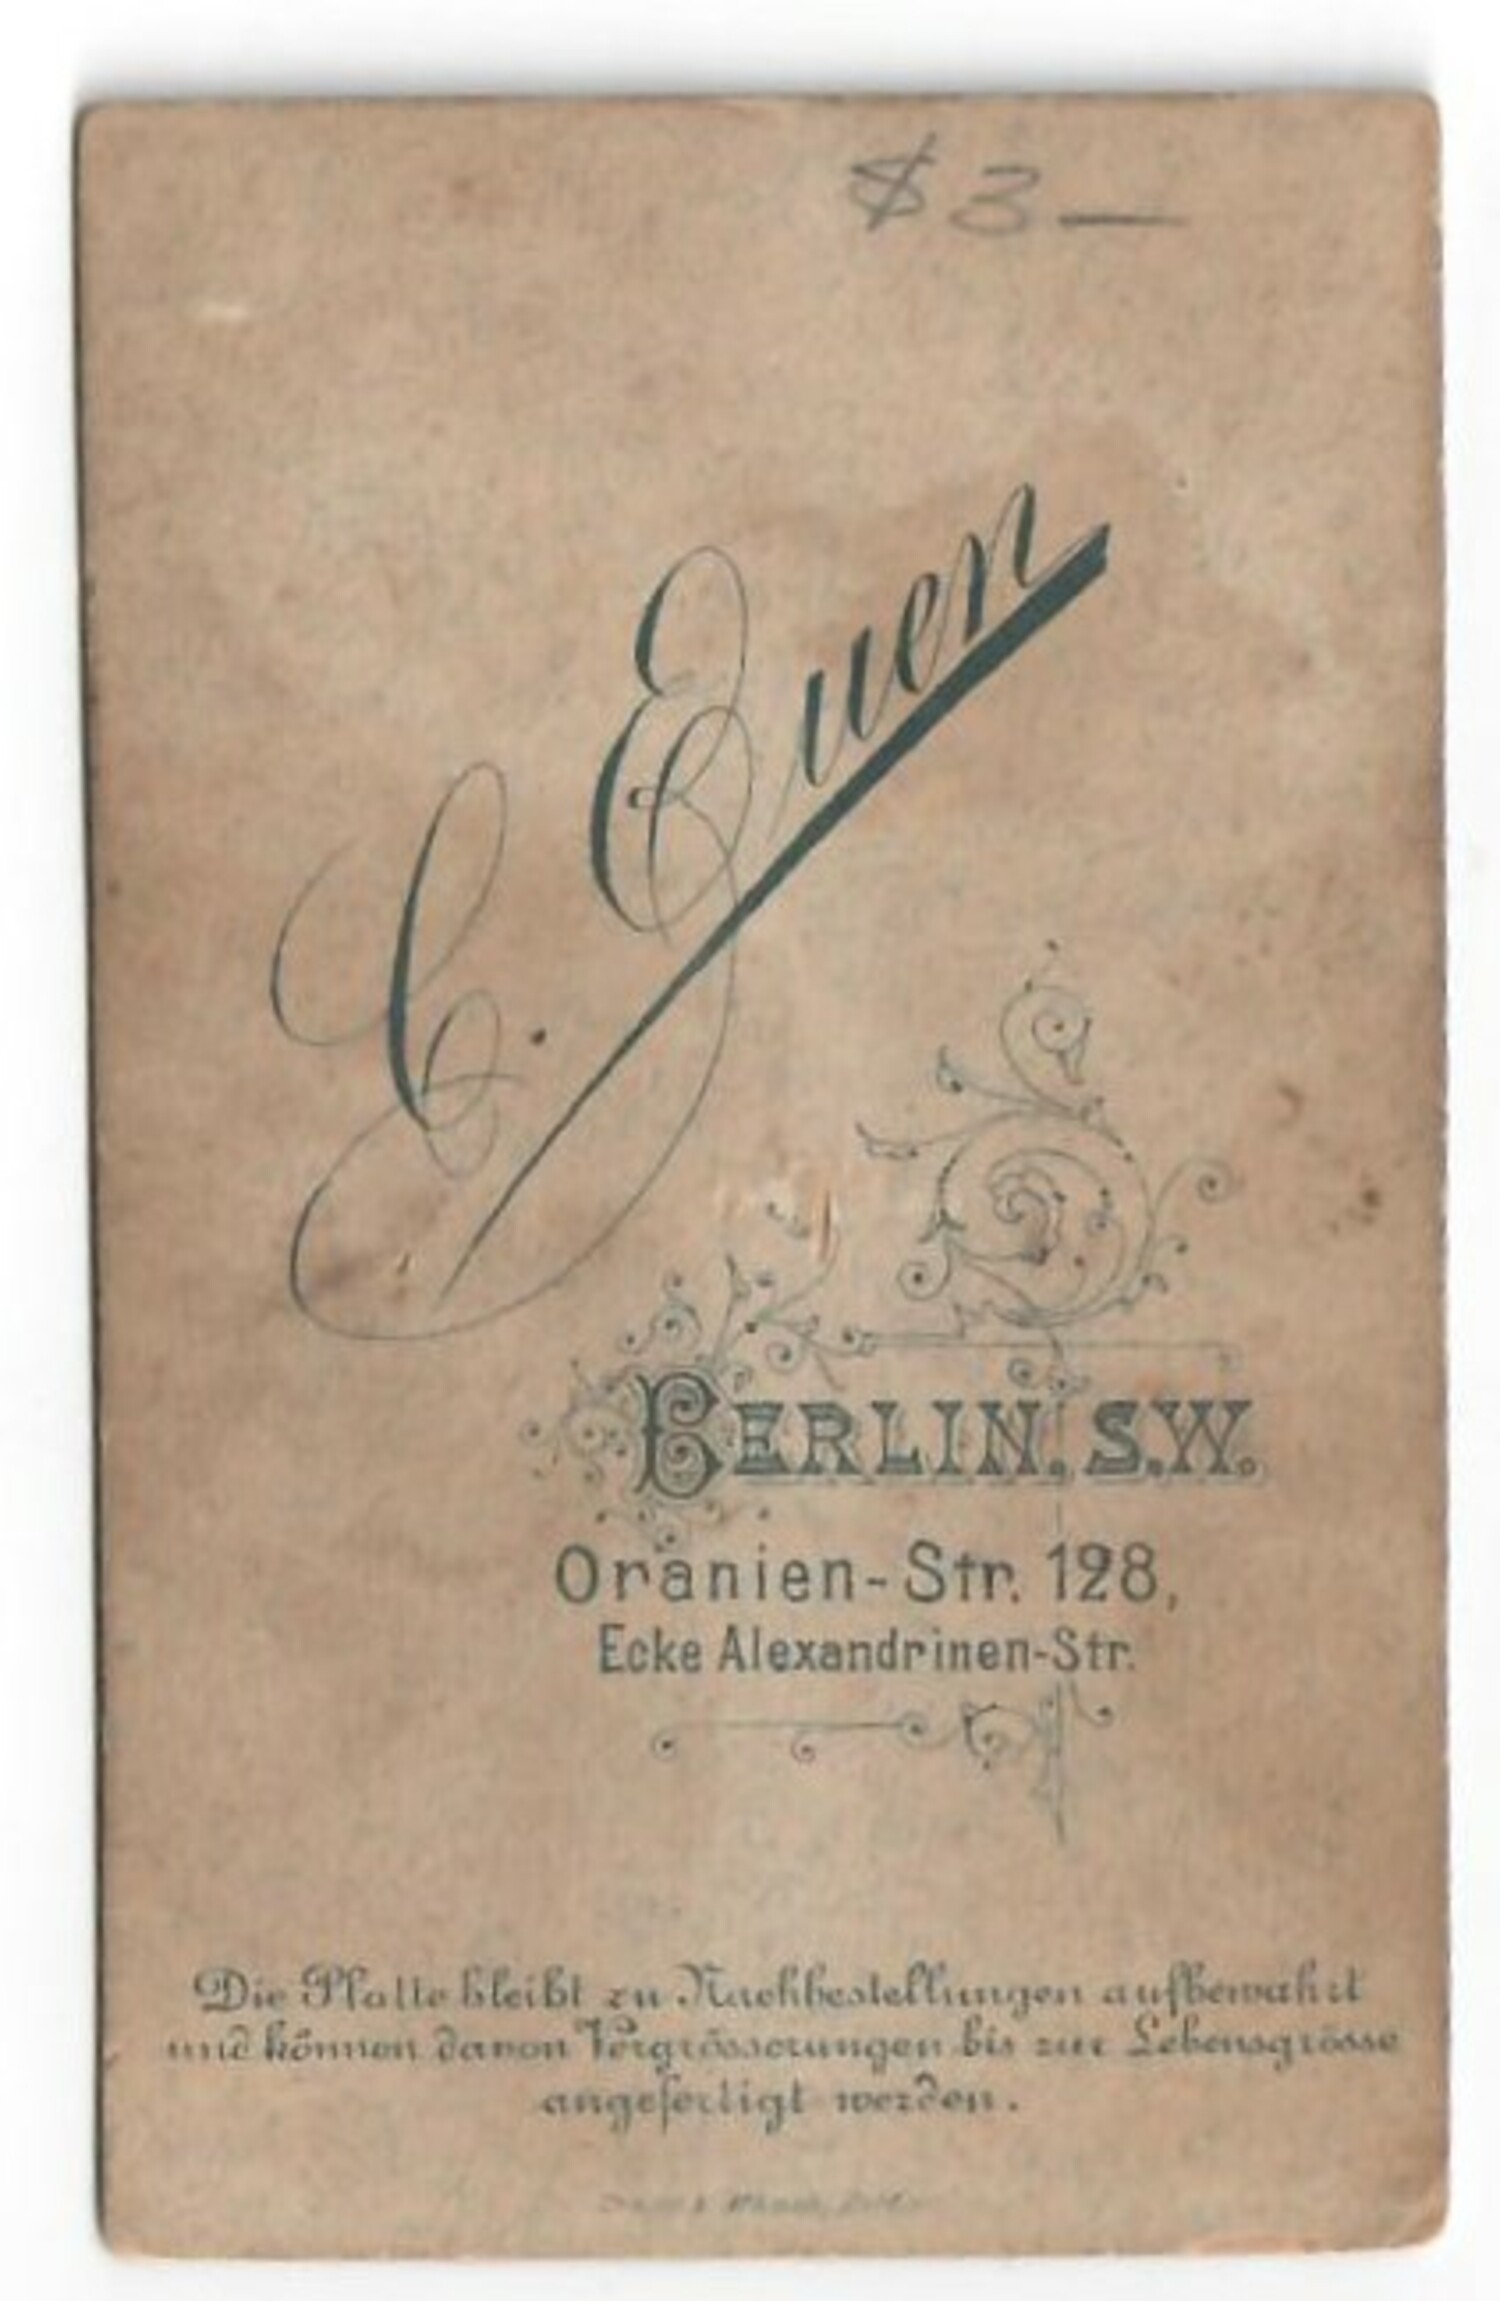 $3—
E. Euen
BERLIN. S.W.
Oranien-Str. 128,
Ecke Alexandrinen-Str.
Die Platte bleibt zu Nachbestellungen aufbewahrt
und können davon Vergrösserungen bis zur Lebensgrösse
angefertigt werden.